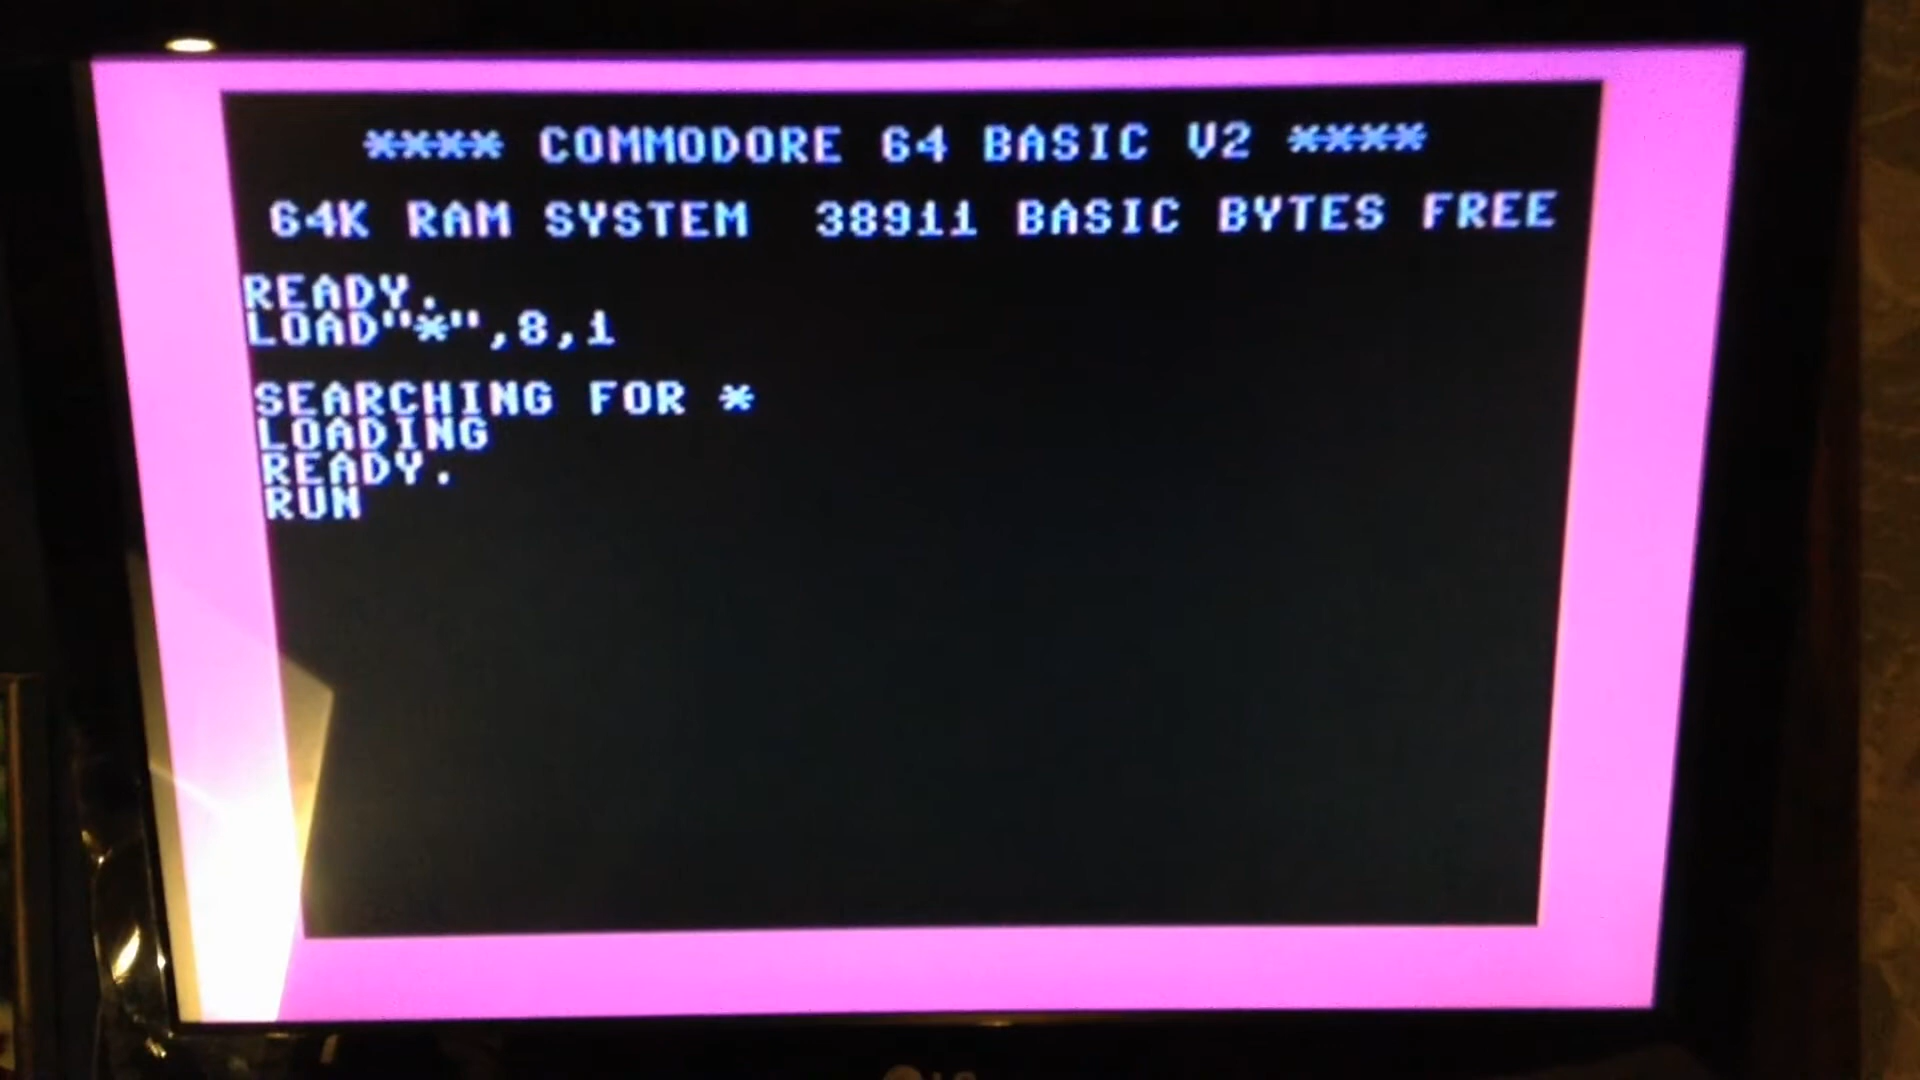 **** COMMODORE 64 BASIC V2 ****
64K RAM SYSTEM  38911 BASIC BYTES FREE
READY.
LOAD"*",8,1
SEARCHING FOR *
LOADING
READY.
RUN